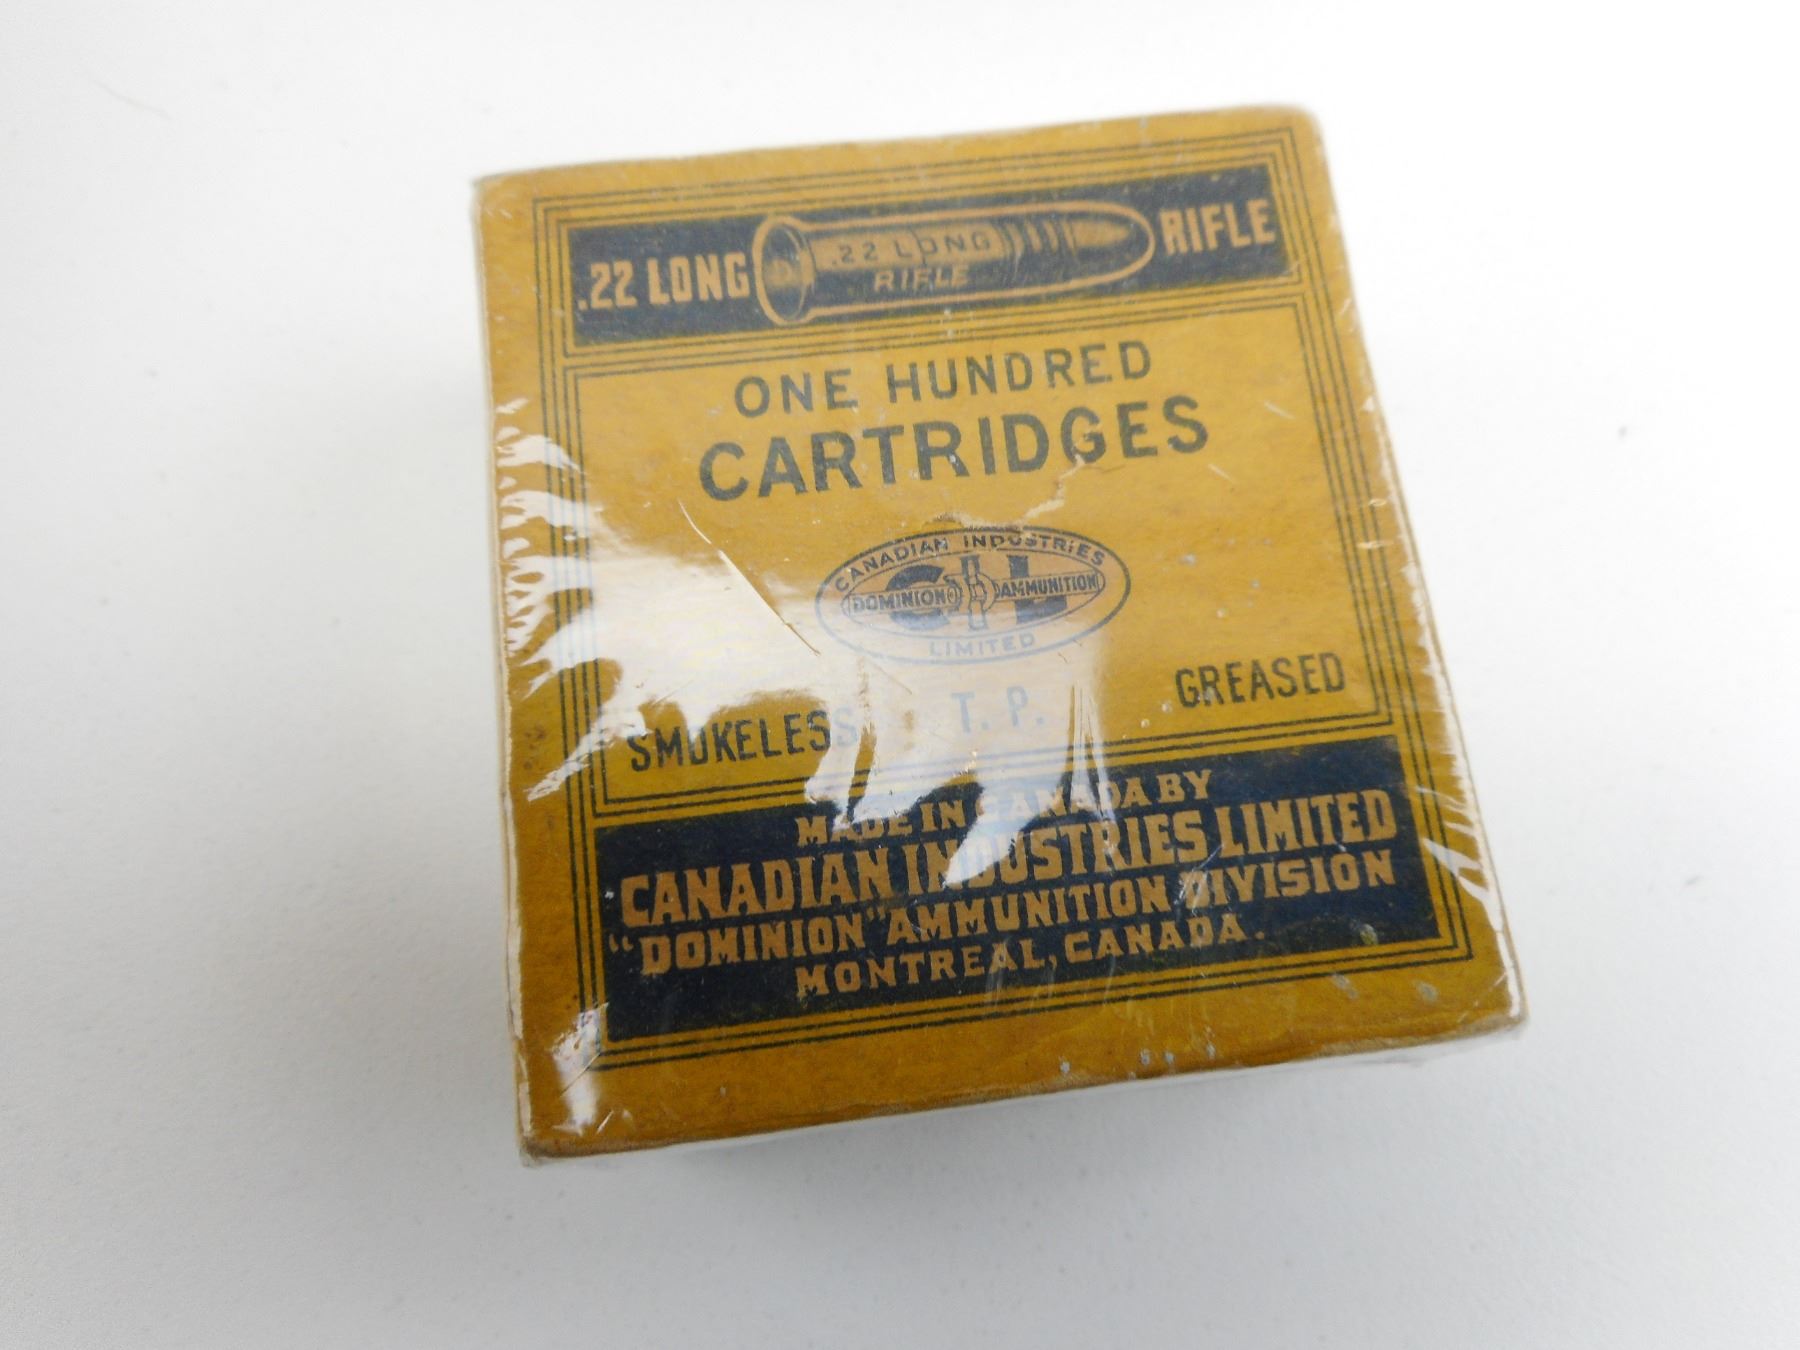 .22 LONG RIFLE
.22 LONG
RIFLE
ONE HUNDRED
CARTRIDGES
CANADIAN INDUSTRIES
CIL
DOMINION AMMUNITION
LIMITED
SMOKELESS T. P. GREASED
MADE IN CANADA BY
CANADIAN INDUSTRIES LIMITED
"DOMINION" AMMUNITION DIVISION
MONTREAL, CANADA.